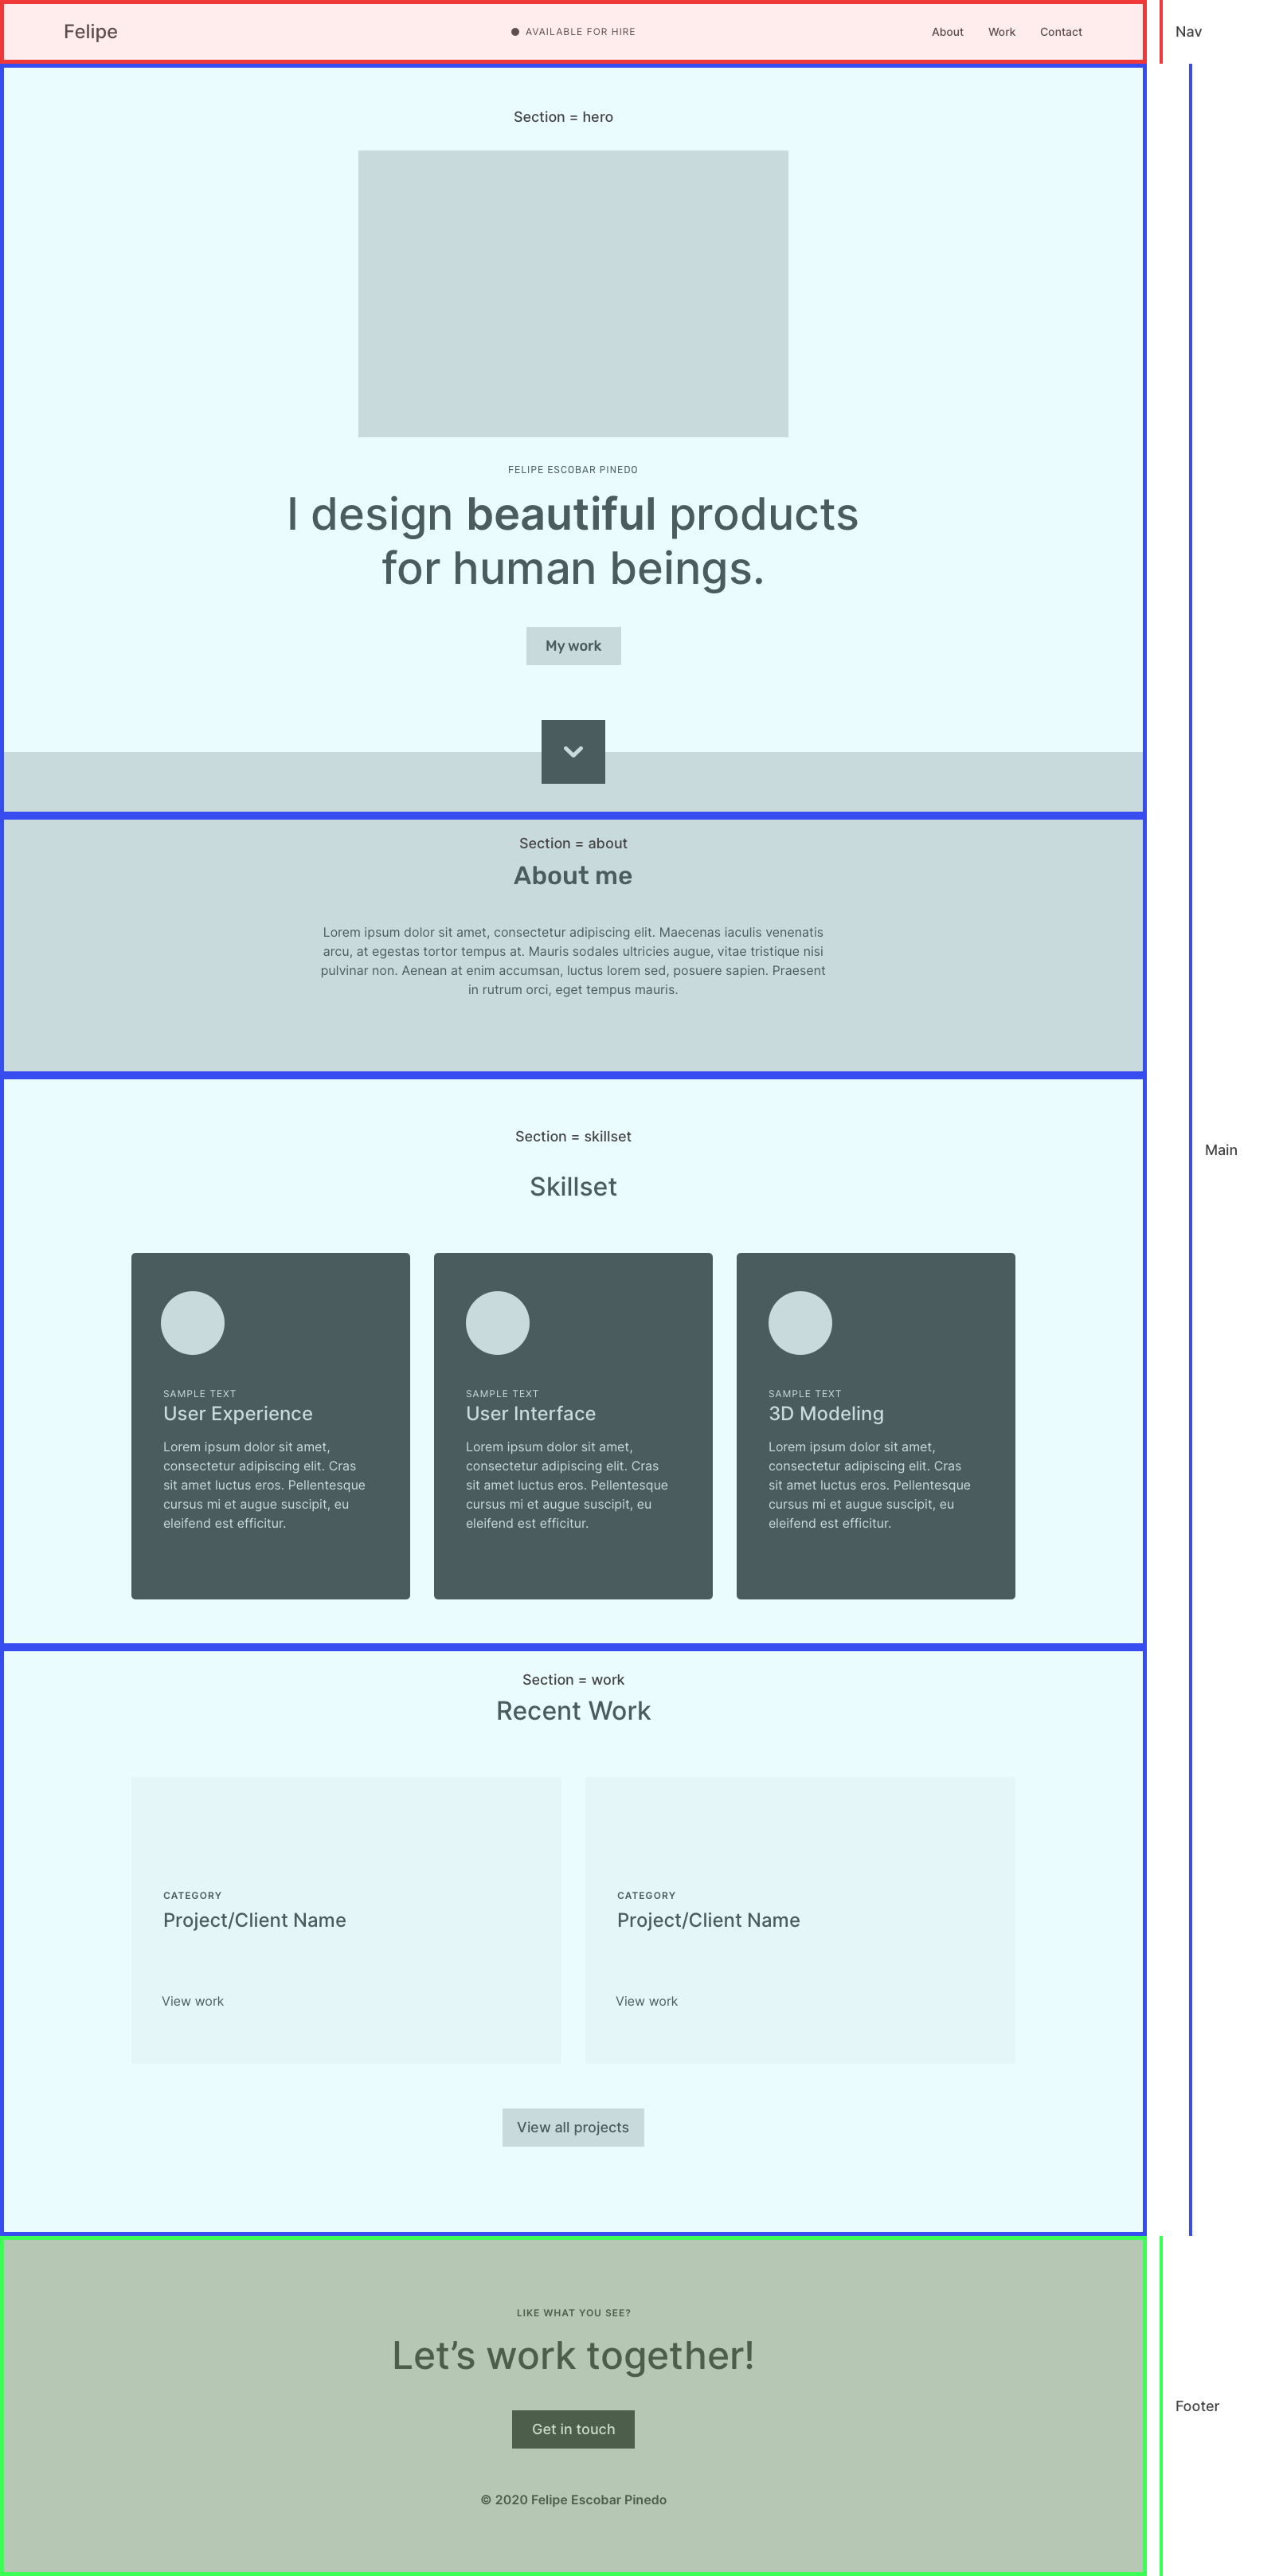 Felipe
AVAILABLE FOR HIRE
About
Work
Contact
Nav
Section = hero
FELIPE ESCOBAR PINEDO
I design beautiful products
for human beings.
My work
Section = about
About me
Lorem ipsum dolor sit amet, consectetur adipiscing elit. Maecenas iaculis venenatis
arcu, at egestas tortor tempus at. Mauris sodales ultricies augue, vitae tristique nisi
pulvinar non. Aenean at enim accumsan, luctus lorem sed, posuere sapien. Praesent
in rutrum orci, eget tempus mauris.
Section = skillset
Main
Skillset
SAMPLE TEXT
User Experience
Lorem ipsum dolor sit amet,
consectetur adipiscing elit. Cras
sit amet luctus eros. Pellentesque
cursus mi et augue suscipit, eu
eleifend est efficitur.
SAMPLE TEXT
User Interface
Lorem ipsum dolor sit amet,
consectetur adipiscing elit. Cras
sit amet luctus eros. Pellentesque
cursus mi et augue suscipit, eu
eleifend est efficitur.
SAMPLE TEXT
3D Modeling
Lorem ipsum dolor sit amet,
consectetur adipiscing elit. Cras
sit amet luctus eros. Pellentesque
cursus mi et augue suscipit, eu
eleifend est efficitur.
Section = work
Recent Work
CATEGORY
Project/Client Name
View work
CATEGORY
Project/Client Name
View work
View all projects
LIKE WHAT YOU SEE?
Let’s work together!
Footer
Get in touch
© 2020 Felipe Escobar Pinedo